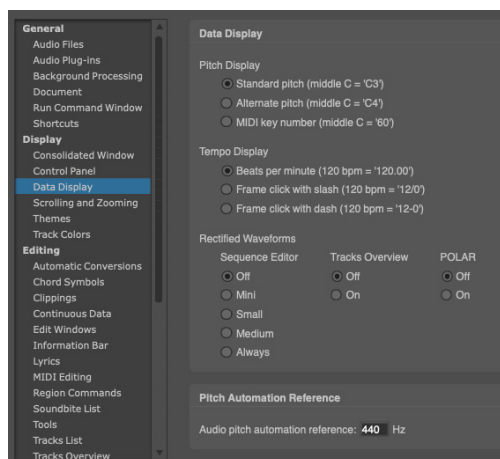 General
Audio Files
Audio Plug-ins
Background Processing
Document
Run Command Window
Shortcuts
Display
Consolidated Window
Control Panel
Data Display
Scrolling and Zooming
Themes
Track Colors
Editing
Automatic Conversions
Chord Symbols
Clippings
Continuous Data
Edit Windows
Information Bar
Lyrics
MIDI Editing
Region Commands
Soundbite List
Tools
Tracks List
Tracks Overview
Data Display
Pitch Display
Standard pitch (middle C = 'C3')
Alternate pitch (middle C = 'C4')
MIDI key number (middle C = '60')
Tempo Display
Beats per minute (120 bpm = '120.00')
Frame click with slash (120 bpm = '12/0')
Frame click with dash (120 bpm = '12-0')
Rectified Waveforms
Sequence Editor Tracks Overview POLAR
Off Off Off
Mini On On
Small
Medium
Always
Pitch Automation Reference
Audio pitch automation reference: 440 Hz